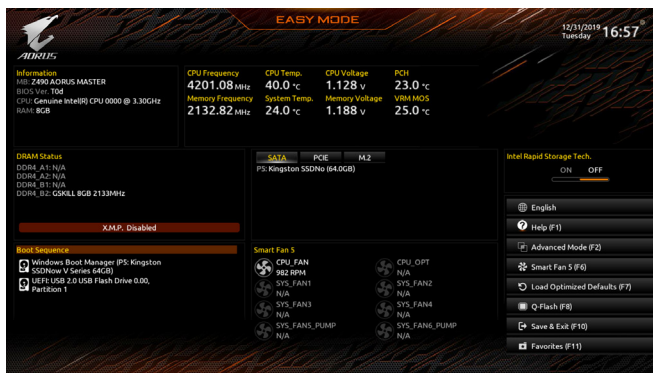 EASY MODE
12/31/2019
Tuesday
16:57
AORUS
Information
MB: Z490 AORUS MASTER
BIOS Ver. T0d
CPU: Genuine Intel(R) CPU 0000 @ 3.30GHz
RAM: 8GB
CPU Frequency
4201.08 MHz
CPU Temp.
40.0 °C
CPU Voltage
1.128 V
PCH
23.0 °C
Memory Frequency
2132.82 MHz
System Temp.
24.0 °C
Memory Voltage
1.188 V
VRM MOS
25.0 °C
DRAM Status
DDR4_A1: N/A
DDR4_A2: N/A
DDR4_B1: N/A
DDR4_B2: GSKILL 8GB 2133MHz
X.M.P. Disabled
SATA PCIE M.2
P5: Kingston SSDNo (64.0GB)
Intel Rapid Storage Tech.
ON OFF
English
Help (F1)
Advanced Mode (F2)
Smart Fan 5 (F6)
Load Optimized Defaults (F7)
Q-Flash (F8)
Save & Exit (F10)
Favorites (F11)
Boot Sequence
Windows Boot Manager (P5: Kingston
SSDNow V Series 64GB)
UEFI: USB 2.0 USB Flash Drive 0.00,
Partition 1
Smart Fan 5
CPU_FAN
982 RPM
CPU_OPT
N/A
SYS_FAN1
N/A
SYS_FAN2
N/A
SYS_FAN3
N/A
SYS_FAN4
N/A
SYS_FAN5_PUMP
N/A
SYS_FAN6_PUMP
N/A